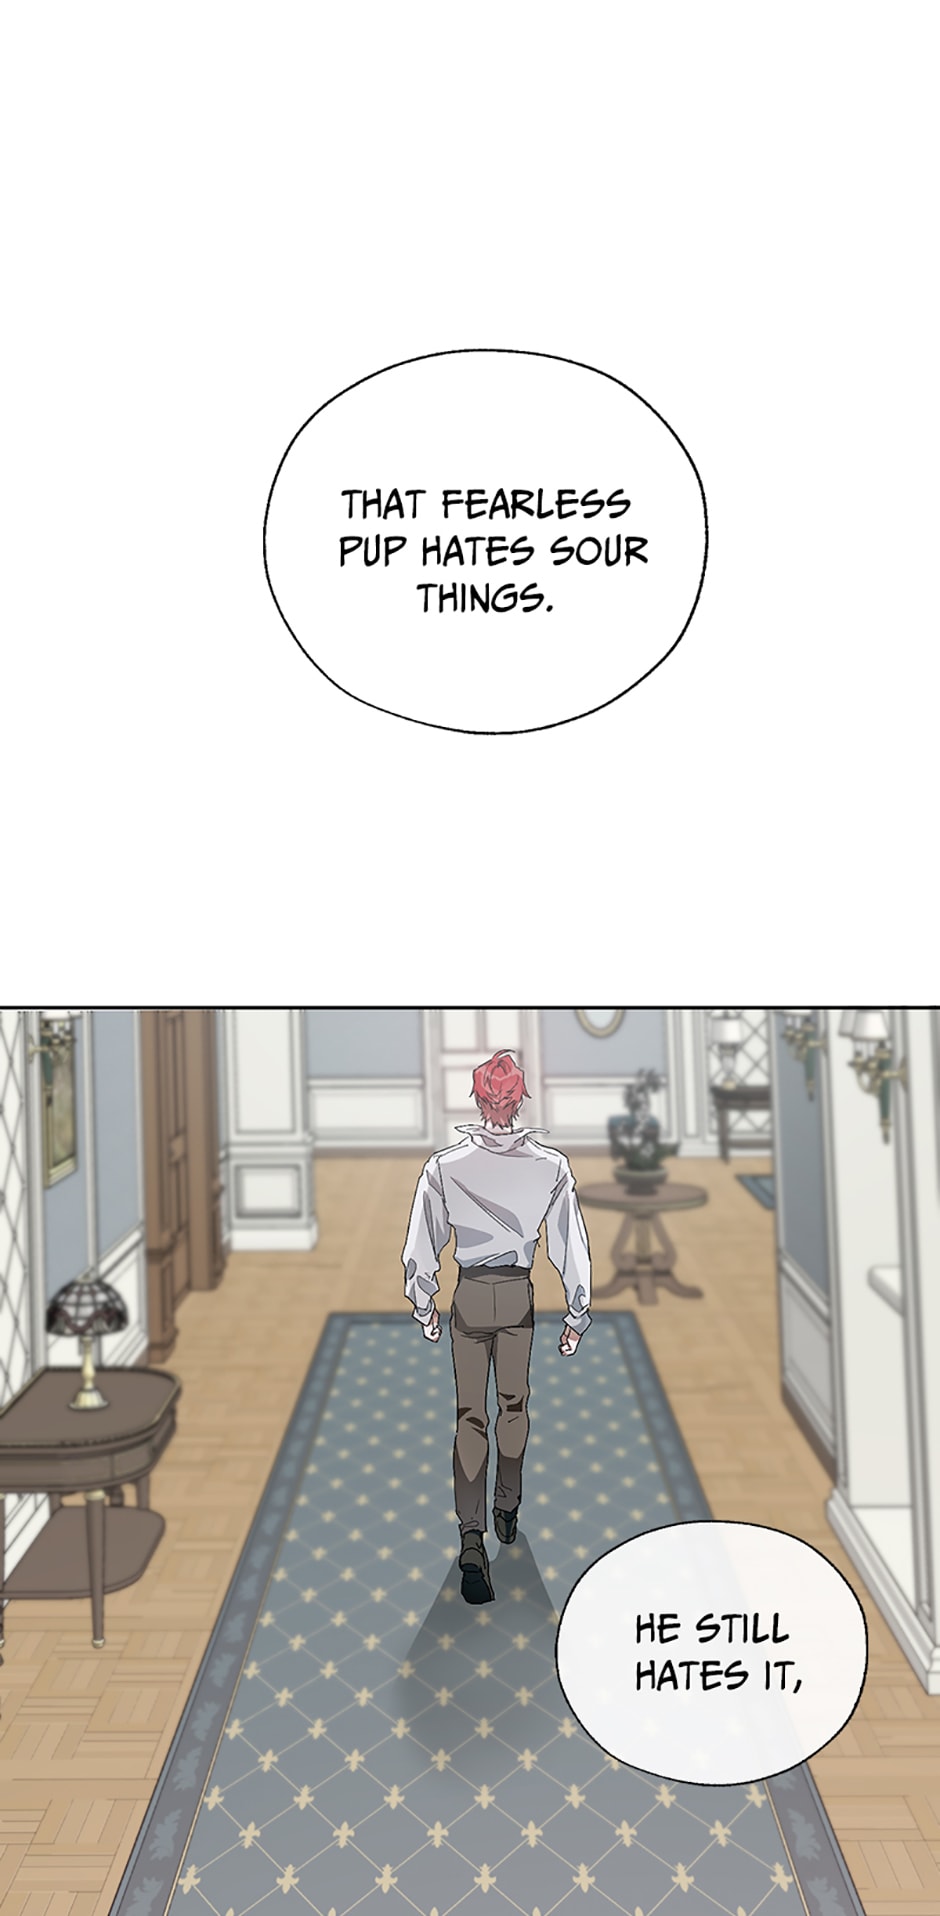 THAT FEARLESS
PUP HATES SOUR
THINGS.
HE STILL
HATES IT,